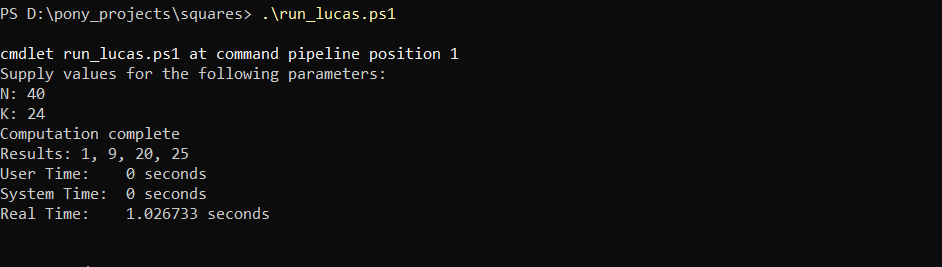 PS D:\pony_projects\squares> .\run_lucas.ps1
cmdlet run_lucas.ps1 at command pipeline position 1
Supply values for the following parameters:
N: 40
K: 24
Computation complete
Results: 1, 9, 20, 25
User Time:    0 seconds
System Time:  0 seconds
Real Time:    1.026733 seconds